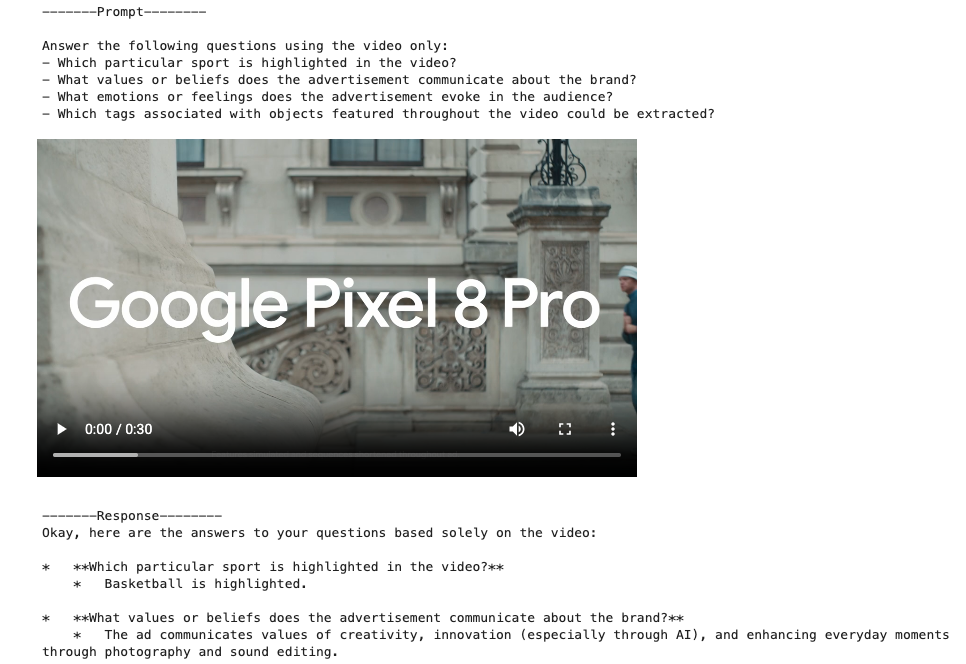 -------Prompt--------
Answer the following questions using the video only:
- Which particular sport is highlighted in the video?
- What values or beliefs does the advertisement communicate about the brand?
- What emotions or feelings does the advertisement evoke in the audience?
- Which tags associated with objects featured throughout the video could be extracted?
Google Pixel 8 Pro
0:00 / 0:30
-------Response--------
Okay, here are the answers to your questions based solely on the video:
*   **Which particular sport is highlighted in the video?**
    *   Basketball is highlighted.
*   **What values or beliefs does the advertisement communicate about the brand?**
    *   The ad communicates values of creativity, innovation (especially through AI), and enhancing everyday moments
through photography and sound editing.